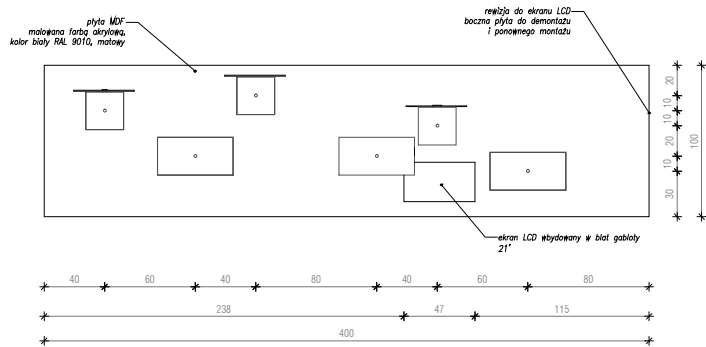 płyta MDF
malowana farbą akrylową,
kolor biały RAL 9010, matowy
rewizja do ekranu LCD
boczna płyta do demontażu
i ponownego montażu
20
10
10
20
10
30
100
ekran LCD wbydowany w blat gabloty
21"
40 60 40 80 40 60 80
238 47 115
400